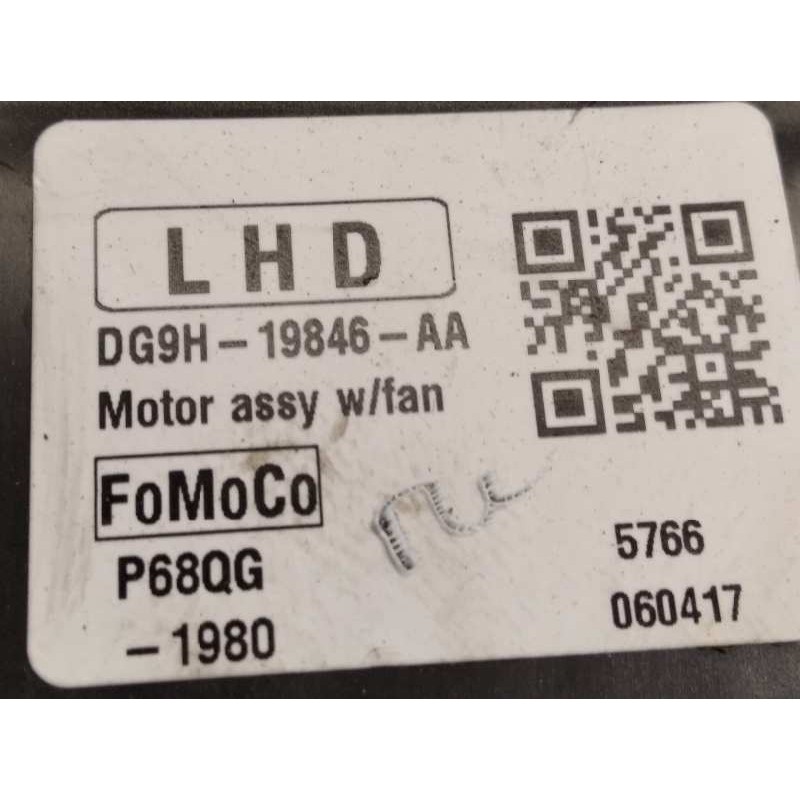 LHD
DG9H-19846-AA
Motor assy w/fan
FoMoCo
P68QG
-1980
5766
060417